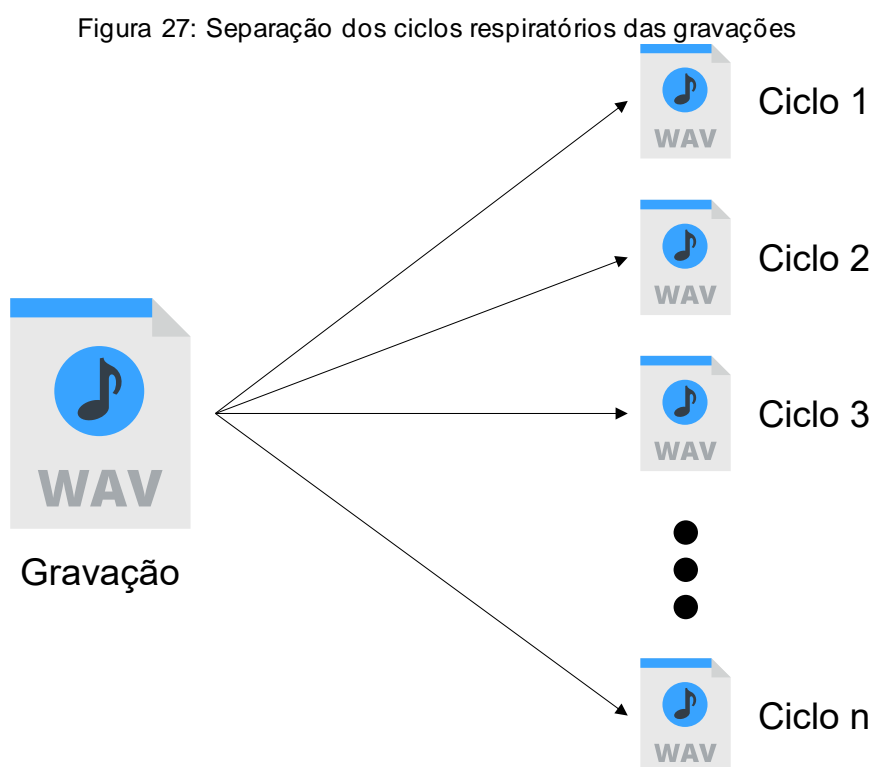 Figura 27: Separação dos ciclos respiratórios das gravações
WAV
Ciclo 1
WAV
Ciclo 2
WAV
Ciclo 3
WAV
Gravação
WAV
Ciclo n